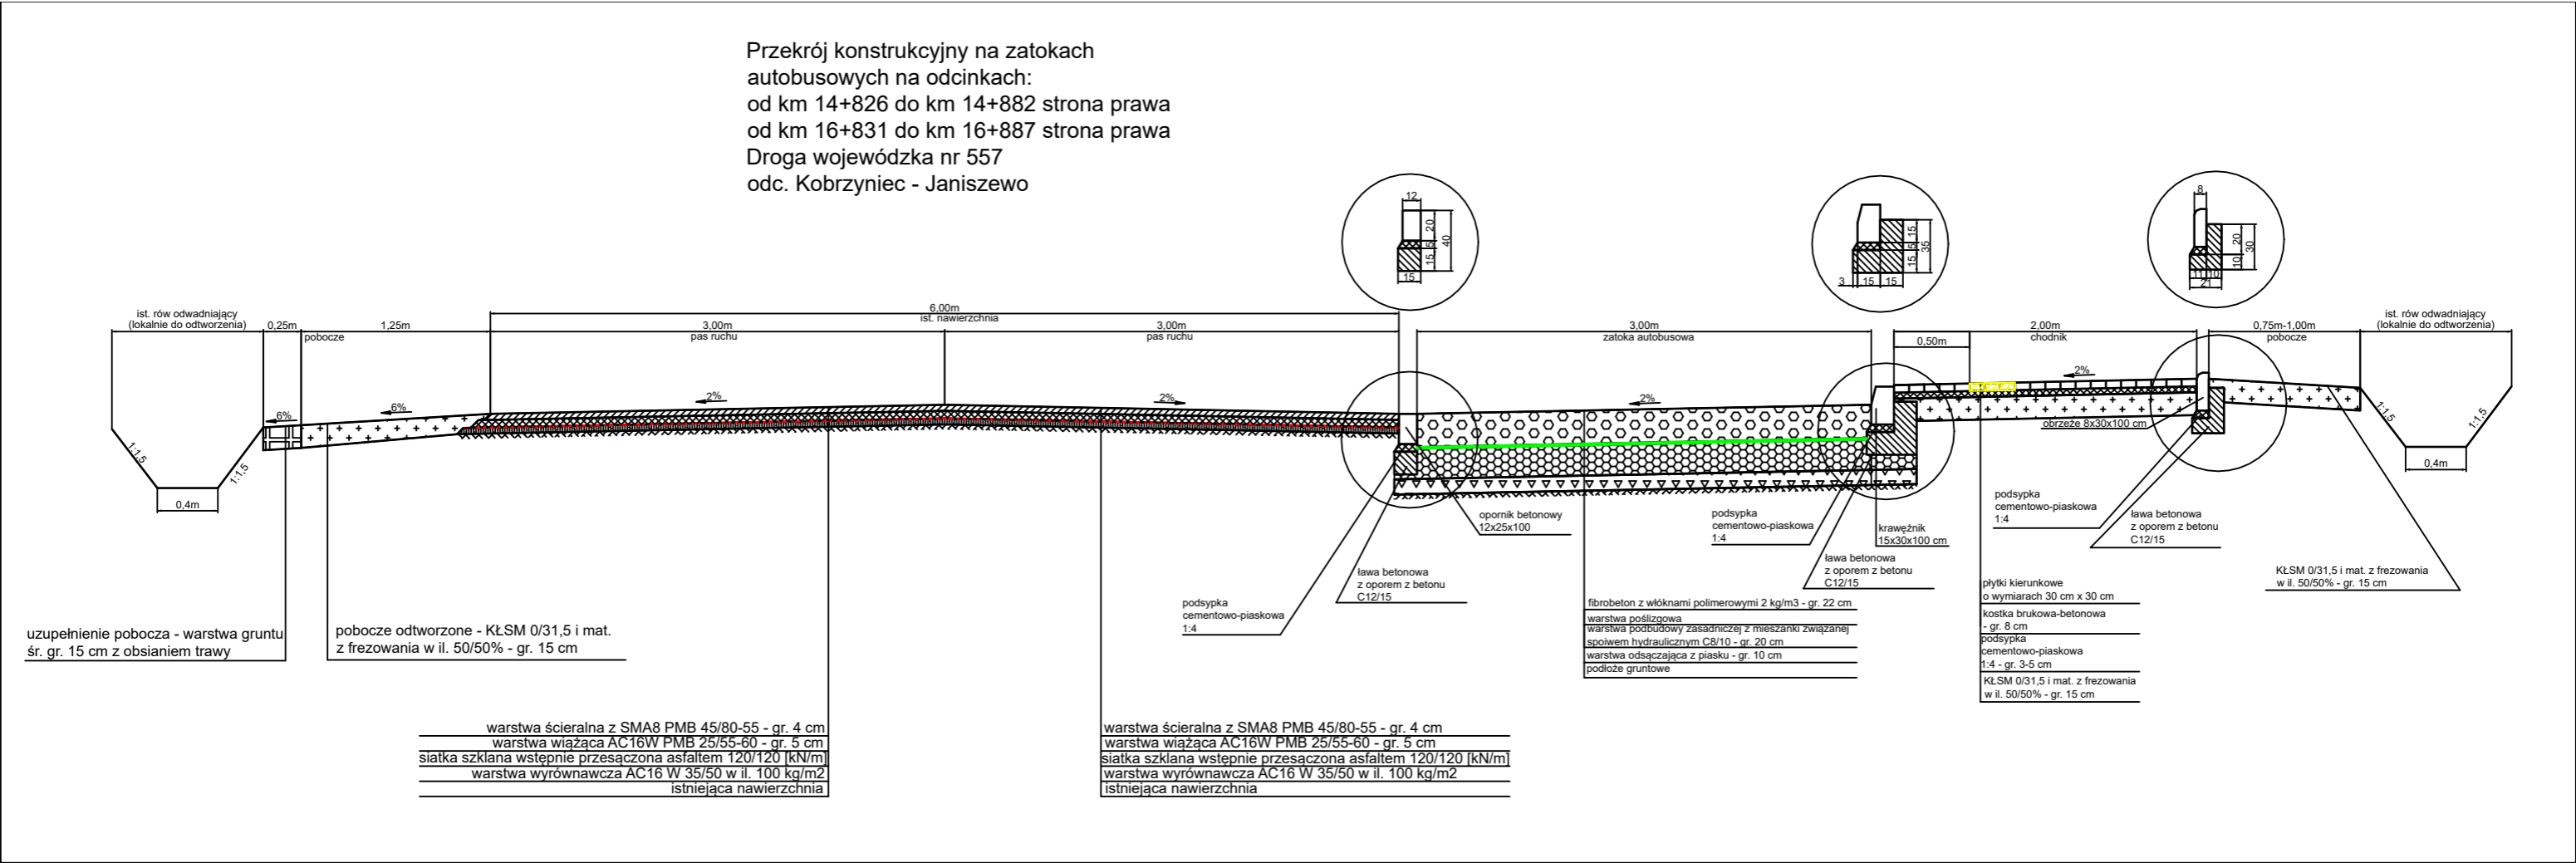 Przekrój konstrukcyjny na zatokach
autobusowych na odcinkach:
od km 14+826 do km 14+882 strona prawa
od km 16+831 do km 16+887 strona prawa
Droga wojewódzka nr 557
odc. Kobrzyniec - Janiszewo
12
20
5
15
40
15
15
5
15
35
3
15
15
8
20
10
30
11
10
21
ist. rów odwadniający
(lokalnie do odtworzenia)
0,25m
1,25m
pobocze
6,00m
ist. nawierzchnia
3,00m
pas ruchu
3,00m
pas ruchu
3,00m
zatoka autobusowa
0,50m
2,00m
chodnik
0,75m-1,00m
pobocze
ist. rów odwadniający
(lokalnie do odtworzenia)
6%
6%
2%
2%
2%
2%
1:1,5
1:1,5
0,4m
1:1,5
1:1,5
0,4m
obrzeże 8x30x100 cm
opornik betonowy
12x25x100
podsypka
cementowo-piaskowa
1:4
krawężnik
15x30x100 cm
podsypka
cementowo-piaskowa
1:4
ława betonowa
z oporem z betonu
C12/15
ława betonowa
z oporem z betonu
C12/15
ława betonowa
z oporem z betonu
C12/15
podsypka
cementowo-piaskowa
1:4
KŁSM 0/31,5 i mat. z frezowania
w il. 50/50% - gr. 15 cm
uzupełnienie pobocza - warstwa gruntu
śr. gr. 15 cm z obsianiem trawy
pobocze odtworzone - KŁSM 0/31,5 i mat.
z frezowania w il. 50/50% - gr. 15 cm
fibrobeton z włóknami polimerowymi 2 kg/m3 - gr. 22 cm
warstwa poślizgowa
warstwa podbudowy zasadniczej z mieszanki związanej
spoiwem hydraulicznym C8/10 - gr. 20 cm
warstwa odsączająca z piasku - gr. 10 cm
podłoże gruntowe
płytki kierunkowe
o wymiarach 30 cm x 30 cm
kostka brukowa-betonowa
- gr. 8 cm
podsypka
cementowo-piaskowa
1:4 - gr. 3-5 cm
KŁSM 0/31,5 i mat. z frezowania
w il. 50/50% - gr. 15 cm
warstwa ścieralna z SMA8 PMB 45/80-55 - gr. 4 cm
warstwa wiążąca AC16W PMB 25/55-60 - gr. 5 cm
siatka szklana wstępnie przesączona asfaltem 120/120 [kN/m]
warstwa wyrównawcza AC16 W 35/50 w il. 100 kg/m2
istniejąca nawierzchnia
warstwa ścieralna z SMA8 PMB 45/80-55 - gr. 4 cm
warstwa wiążąca AC16W PMB 25/55-60 - gr. 5 cm
siatka szklana wstępnie przesączona asfaltem 120/120 [kN/m]
warstwa wyrównawcza AC16 W 35/50 w il. 100 kg/m2
istniejąca nawierzchnia